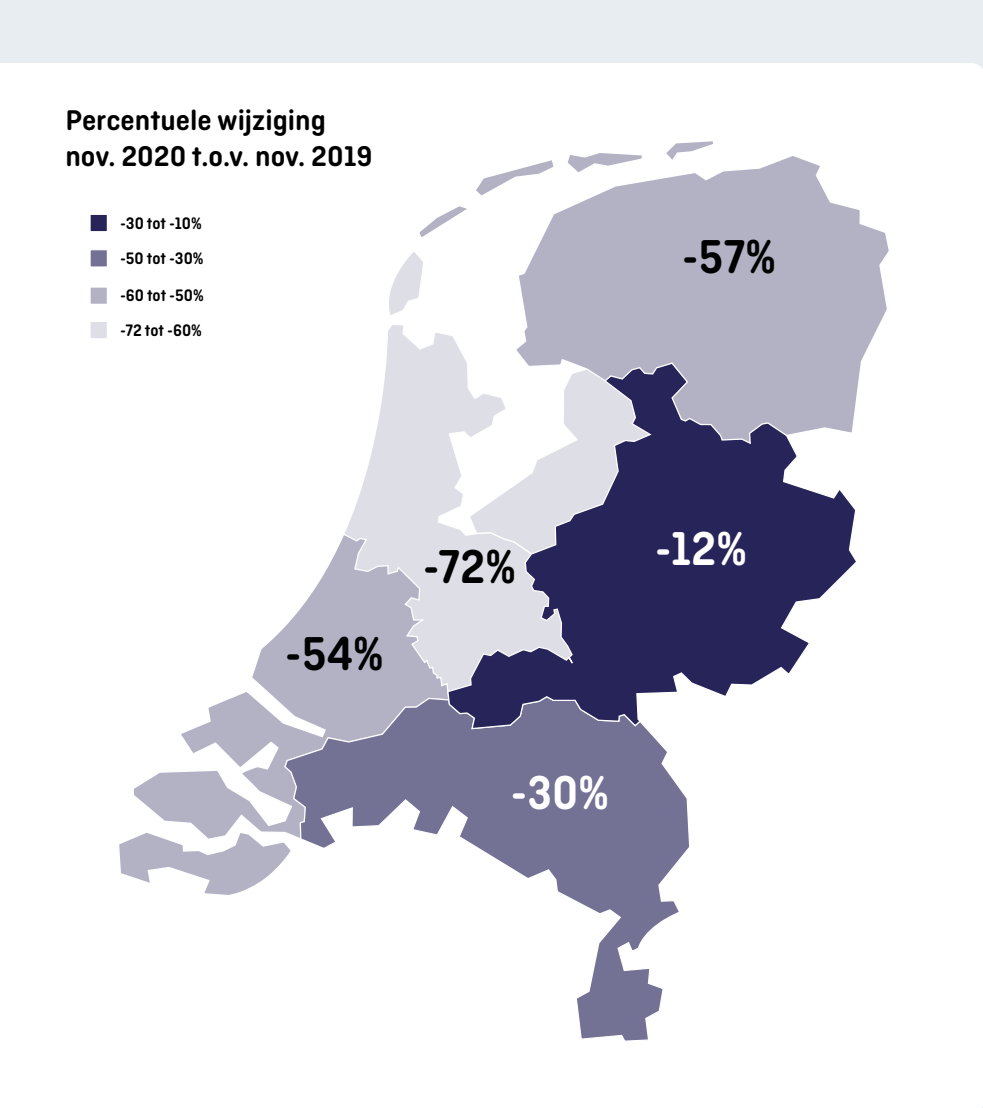 Percentuele wijziging
nov. 2020 t.o.v. nov. 2019
-30 tot -10%
-50 tot -30%
-60 tot -50%
-72 tot -60%
-57%
-12%
-72%
-54%
-30%